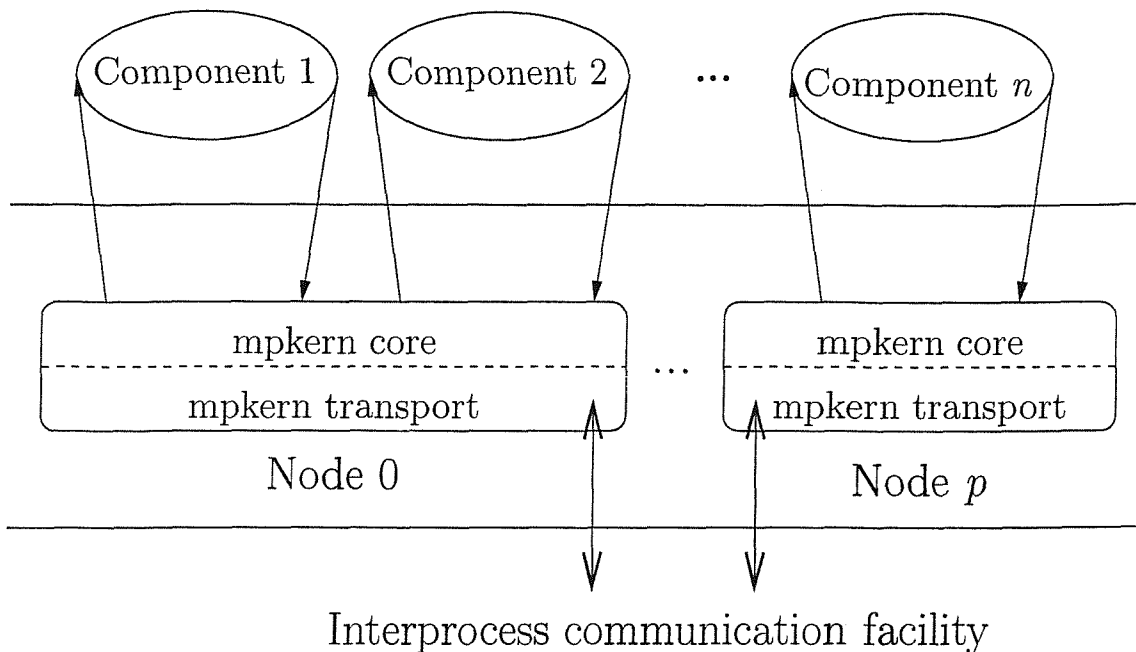 Component 1
Component 2
...
Component n
mpkern core
mpkern transport
Node 0
...
mpkern core
mpkern transport
Node p
Interprocess communication facility